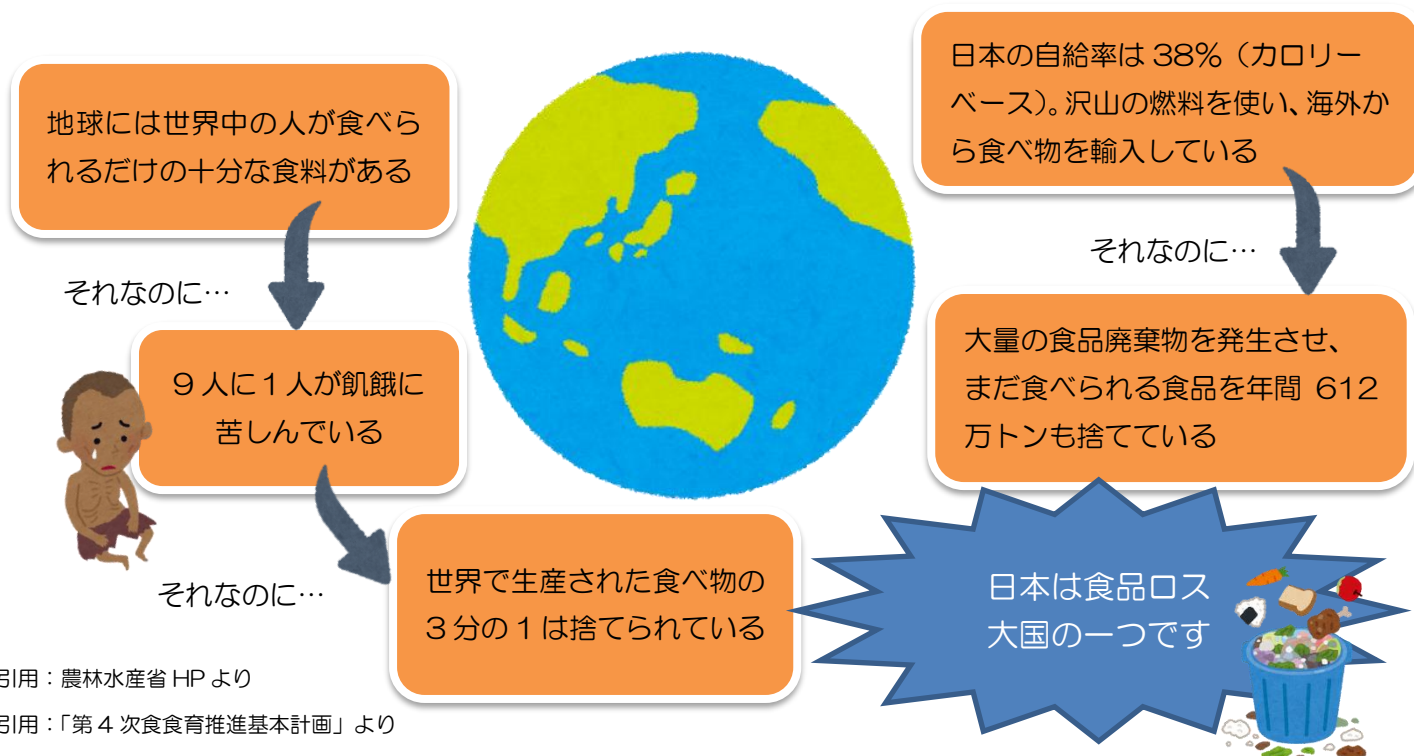 地球には世界中の人が食べら
れるだけの十分な食料がある
それなのに…
9人に1人が飢餓に
苦しんでいる
それなのに…
世界で生産された食べ物の
3分の1は捨てられている
日本の自給率は38%（カロリー
ベース）。沢山の燃料を使い、海外か
ら食べ物を輸入している
それなのに…
大量の食品廃棄物を発生させ、
まだ食べられる食品を年間 612
万トンも捨てている
日本は食品ロス
大国の一つです
引用：農林水産省HPより
引用：「第4次食食育推進基本計画」より